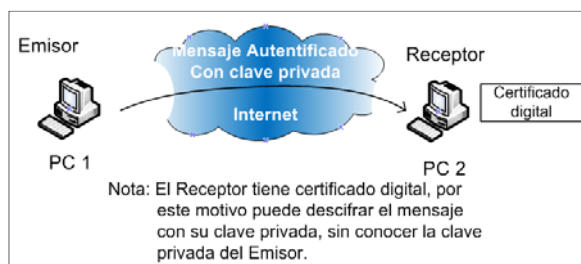 Emisor
Mensaje Autentificado
Con clave privada
Internet
Receptor
Certificado
digital
PC 1
PC 2
Nota: El Receptor tiene certificado digital, por
este motivo puede descifrar el mensaje
con su clave privada, sin conocer la clave
privada del Emisor.